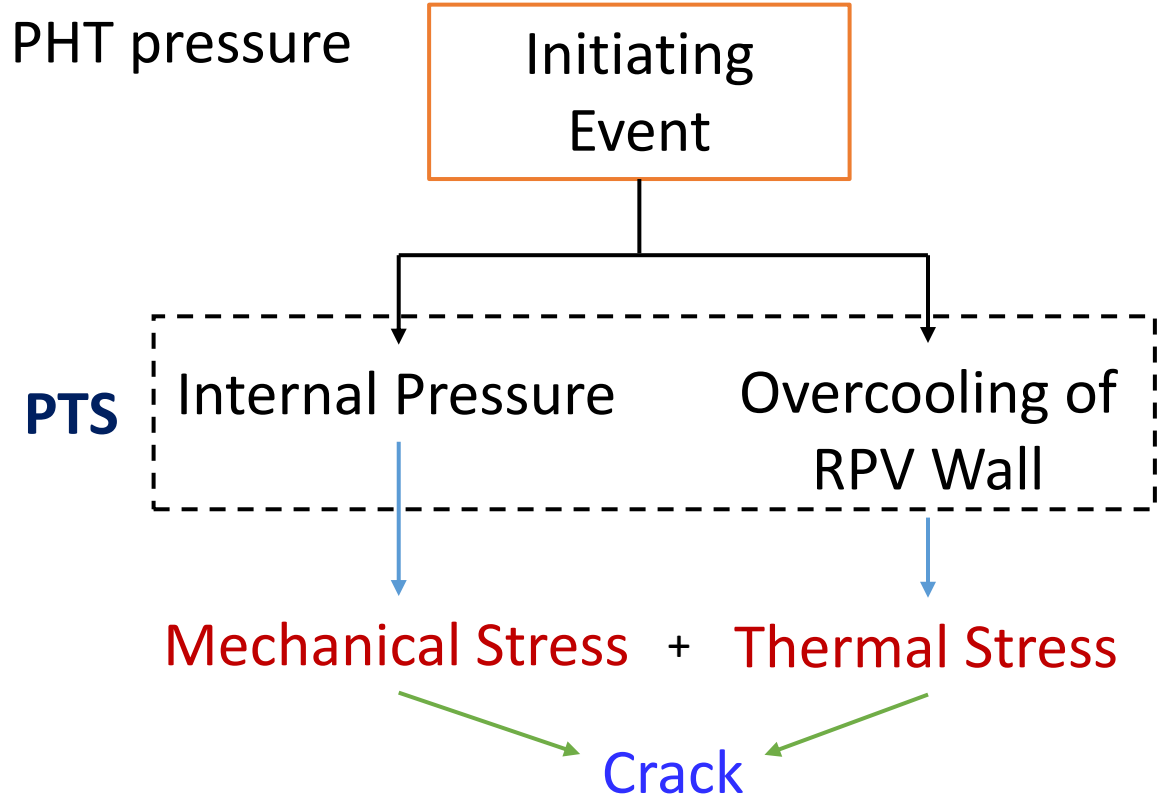 PHT pressure
Initiating
Event
PTS
Internal Pressure
Overcooling of
RPV Wall
Mechanical Stress + Thermal Stress
Crack